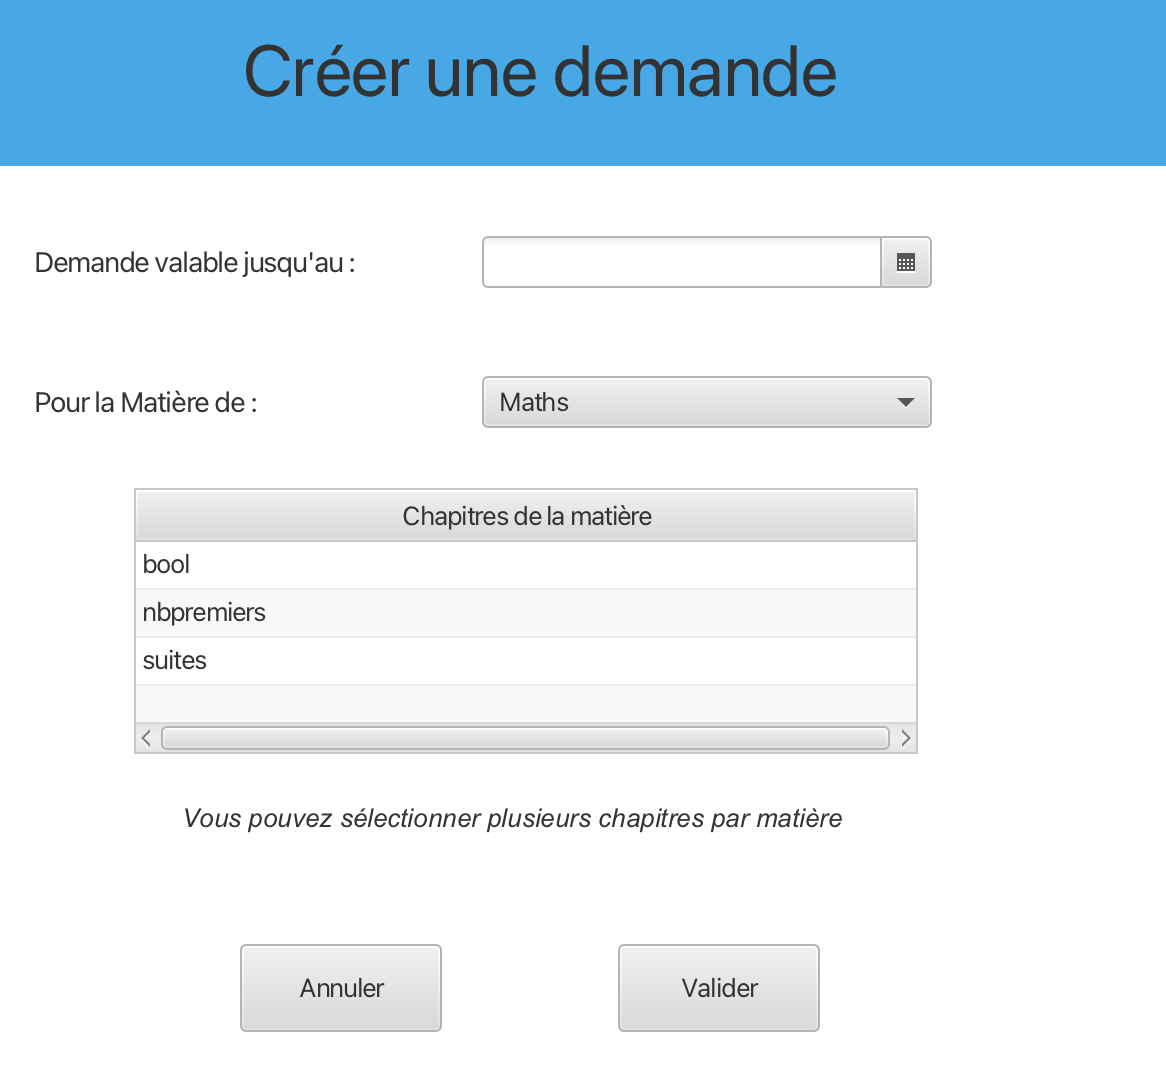 Créer une demande
Demande valable jusqu'au :
Pour la Matière de :
Maths
Chapitres de la matière
bool
nbpremiers
suites
Vous pouvez sélectionner plusieurs chapitres par matière
Annuler
Valider